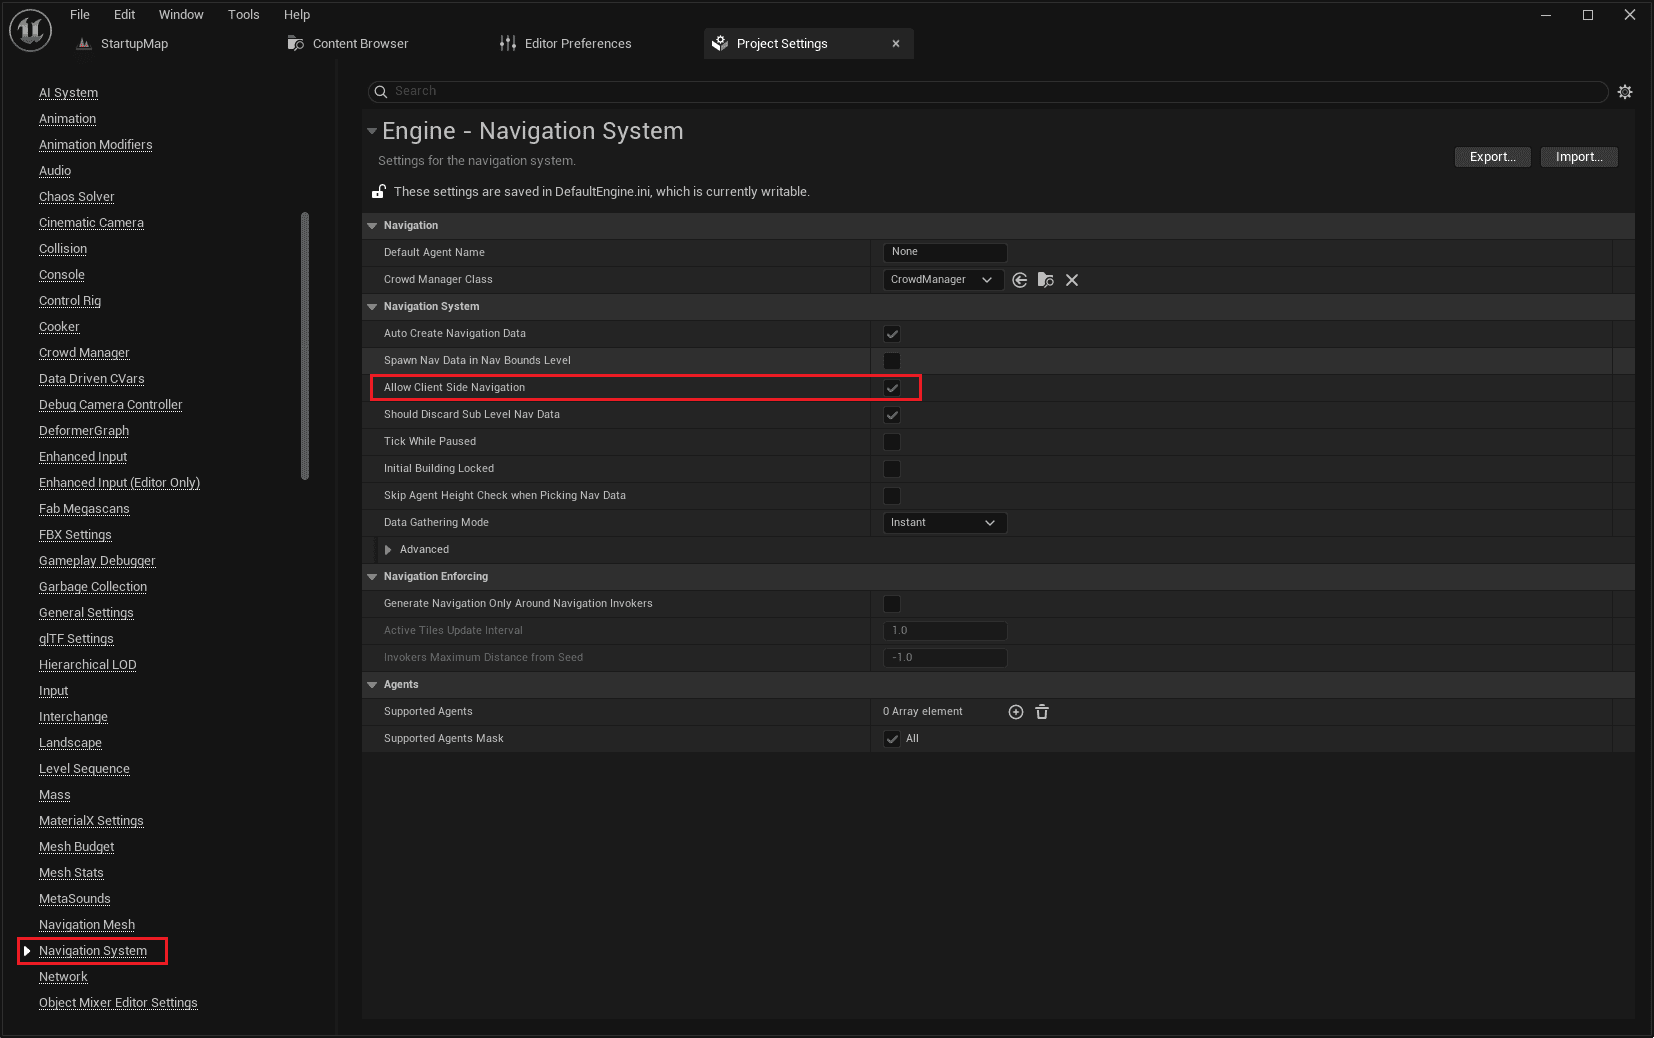 File Edit Window Tools Help
StartupMap Content Browser Editor Preferences Project Settings
AI System
Animation
Animation Modifiers
Audio
Chaos Solver
Cinematic Camera
Collision
Console
Control Rig
Cooker
Crowd Manager
Data Driven CVars
Debug Camera Controller
DeformerGraph
Enhanced Input
Enhanced Input (Editor Only)
Fab Megascans
FBX Settings
Gameplay Debugger
Garbage Collection
General Settings
glTF Settings
Hierarchical LOD
Input
Interchange
Landscape
Level Sequence
Mass
MaterialX Settings
Mesh Budget
Mesh Stats
MetaSounds
Navigation Mesh
Navigation System
Network
Object Mixer Editor Settings
Search
Engine - Navigation System
Settings for the navigation system.
Export... Import...
These settings are saved in DefaultEngine.ini, which is currently writable.
Navigation
Default Agent Name None
Crowd Manager Class CrowdManager
Navigation System
Auto Create Navigation Data
Spawn Nav Data in Nav Bounds Level
Allow Client Side Navigation
Should Discard Sub Level Nav Data
Tick While Paused
Initial Building Locked
Skip Agent Height Check when Picking Nav Data
Data Gathering Mode Instant
Advanced
Navigation Enforcing
Generate Navigation Only Around Navigation Invokers
Active Tiles Update Interval 1.0
Invokers Maximum Distance from Seed -1.0
Agents
Supported Agents 0 Array element
Supported Agents Mask All